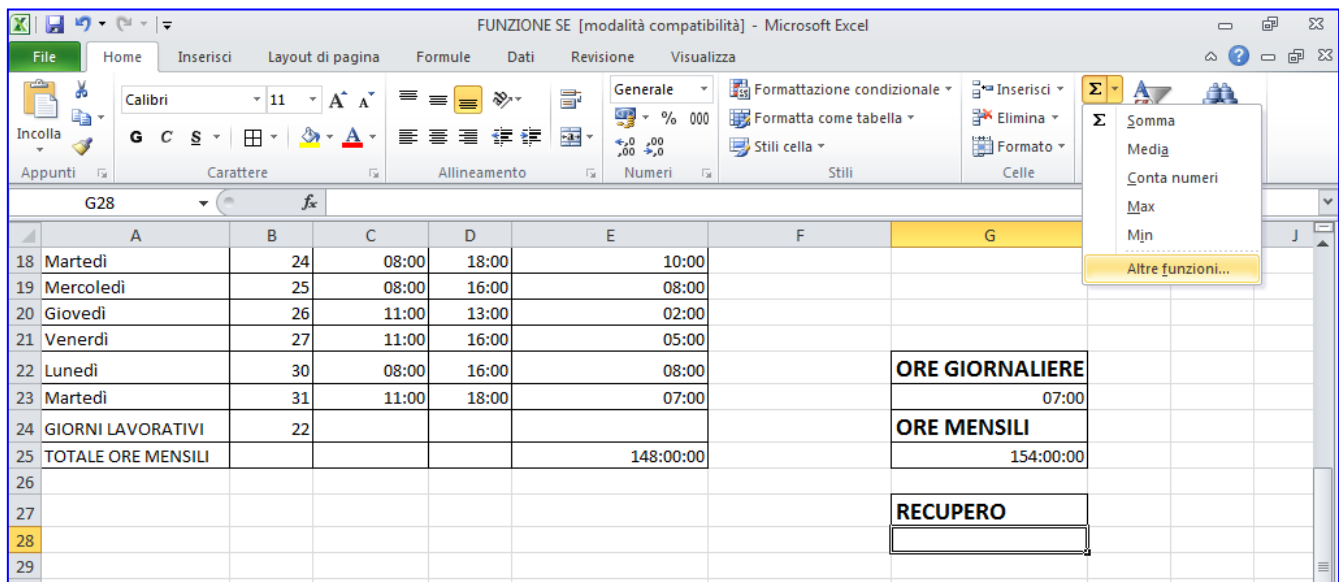 FUNZIONE SE [modalità compatibilità] - Microsoft Excel
File Home Inserisci Layout di pagina Formule Dati Revisione Visualizza
Calibri 11 A A Generale Formattazione condizionale Inserisci Σ
Incolla G C S A % 000 Formatta come tabella Elimina
,0 ,00 ,00 ,0 Stili cella Formato
Appunti Carattere Allineamento Numeri Stili Celle
Σ Somma
Media
Conta numeri
Max
Min
Altre funzioni...
G28 fx
A B C D E F G J
18 Martedì 24 08:00 18:00 10:00
19 Mercoledì 25 08:00 16:00 08:00
20 Giovedì 26 11:00 13:00 02:00
21 Venerdì 27 11:00 16:00 05:00
22 Lunedì 30 08:00 16:00 08:00 ORE GIORNALIERE
23 Martedì 31 11:00 18:00 07:00 07:00
24 GIORNI LAVORATIVI 22 ORE MENSILI
25 TOTALE ORE MENSILI 148:00:00 154:00:00
26
27 RECUPERO
28
29